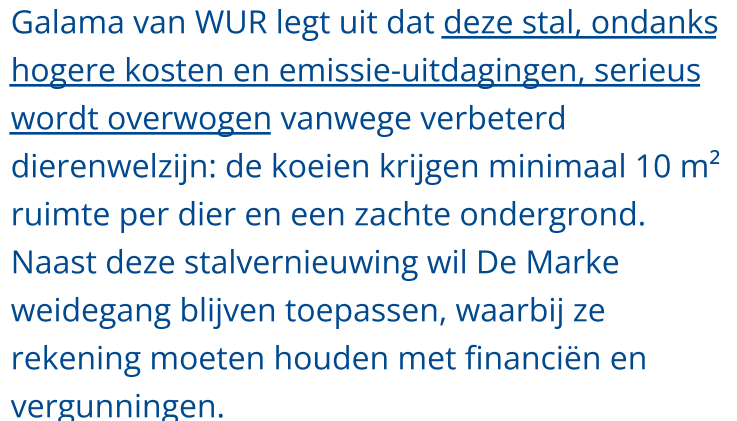 Galama van WUR legt uit dat deze stal, ondanks
hogere kosten en emissie-uitdagingen, serieus
wordt overwogen vanwege verbeterd
dierenwelzijn: de koeien krijgen minimaal 10 m²
ruimte per dier en een zachte ondergrond.
Naast deze stalvernieuwing wil De Marke
weidegang blijven toepassen, waarbij ze
rekening moeten houden met financiën en
vergunningen.